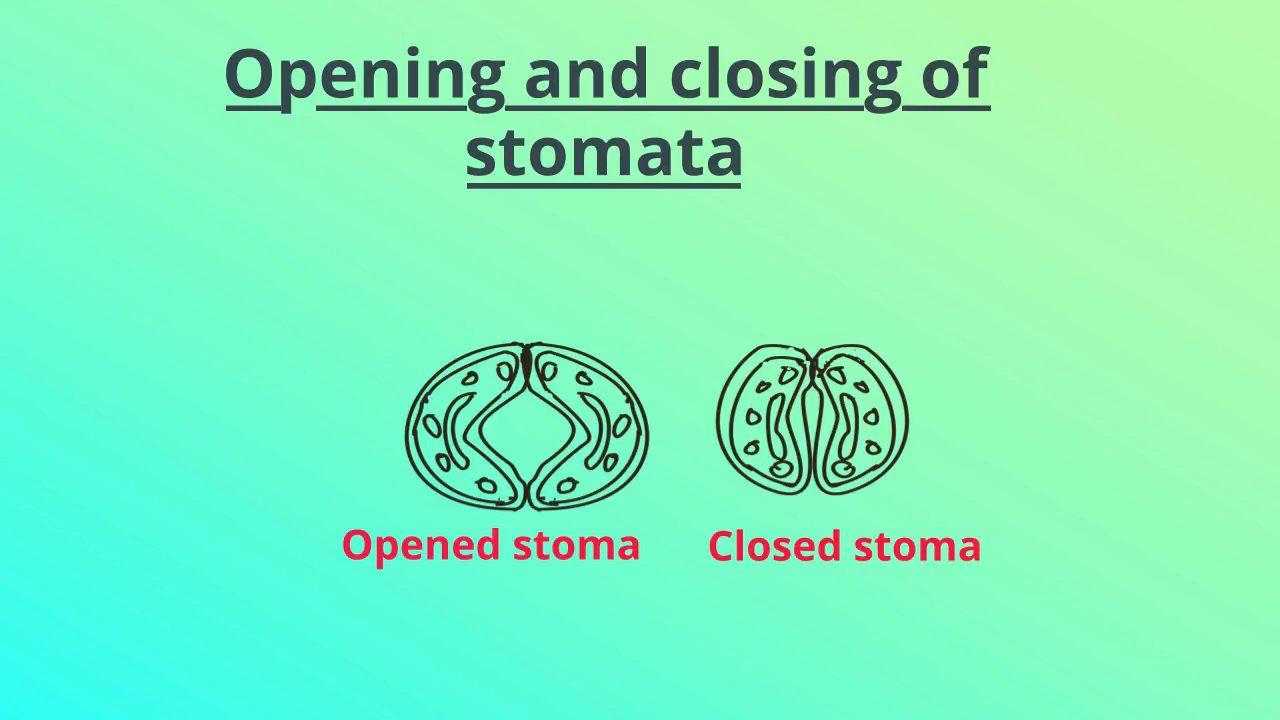 Opening and closing of
stomata
Opened stoma
Closed stoma